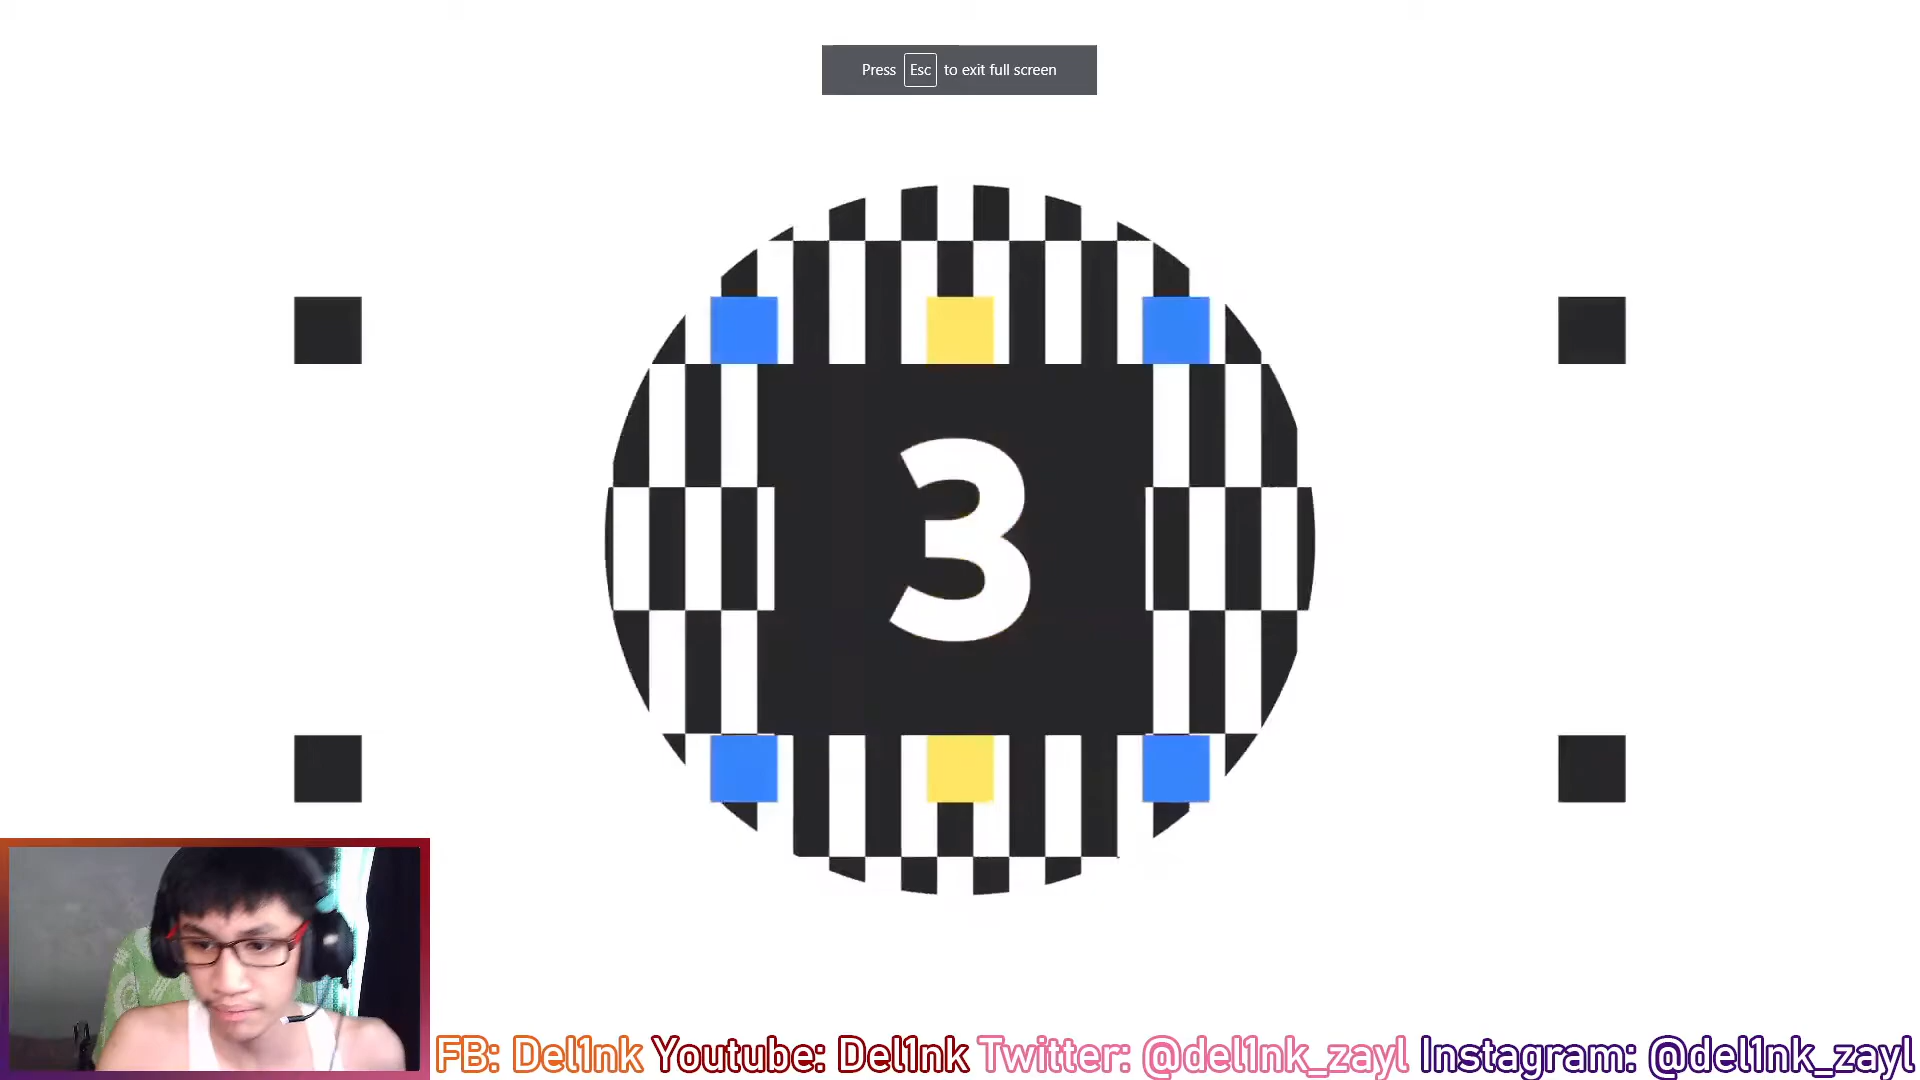 Press Esc to exit full screen
3
FB: Del1nk Youtube: Del1nk Twitter: @del1nk_zayl Instagram: @del1nk_zayl